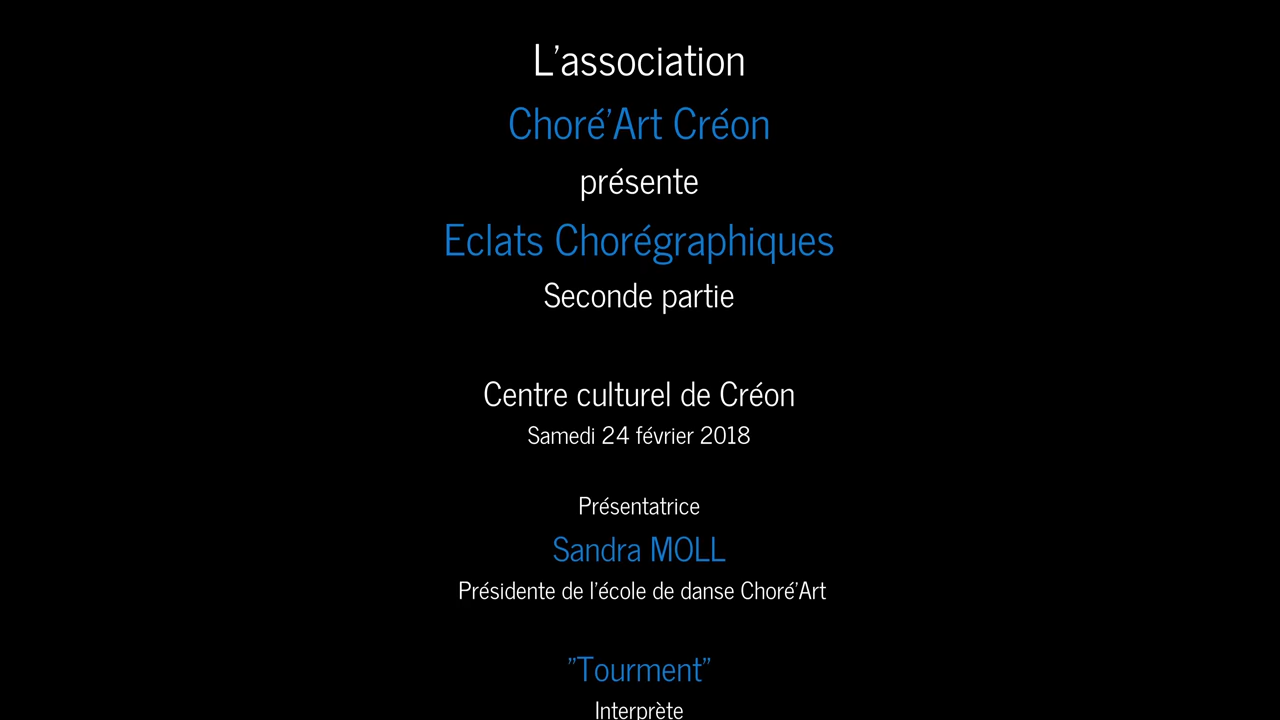 L’association
Choré’Art Créon
présente
Eclats Chorégraphiques
Seconde partie
Centre culturel de Créon
Samedi 24 février 2018
Présentatrice
Sandra MOLL
Présidente de l’école de danse Choré’Art
”Tourment”
Interprète